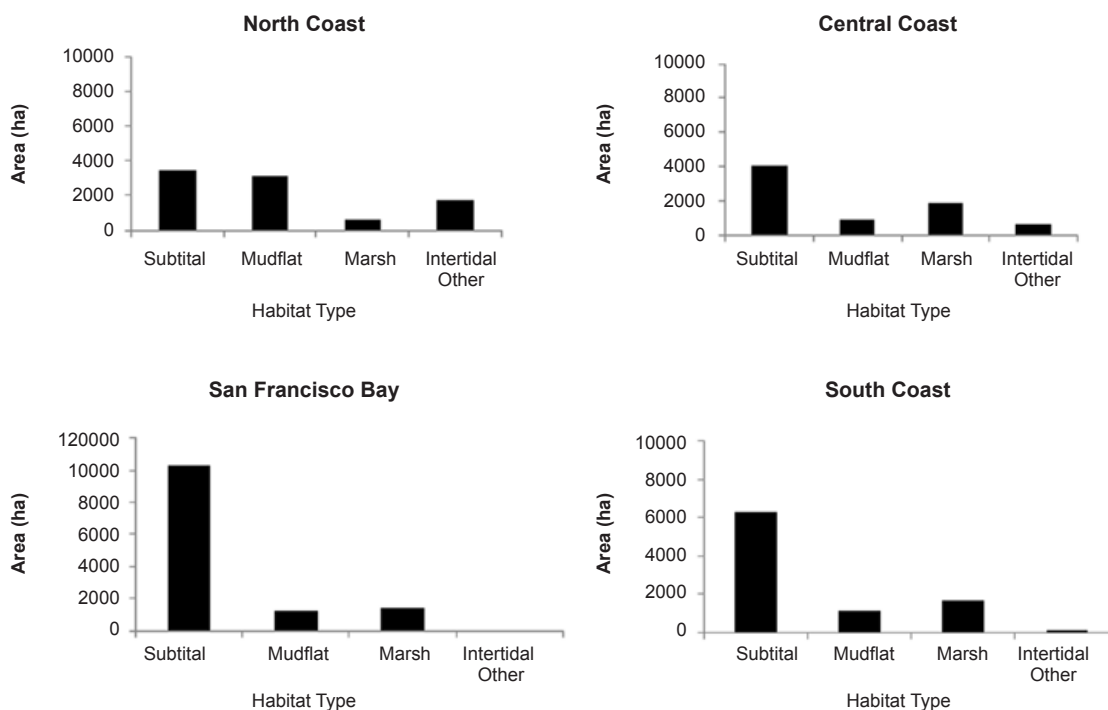 North Coast
Area (ha)
10000
8000
6000
4000
2000
0
Subtital
Mudflat
Marsh
Intertidal
Other
Habitat Type
Central Coast
Area (ha)
10000
8000
6000
4000
2000
0
Subtital
Mudflat
Marsh
Intertidal
Other
Habitat Type
San Francisco Bay
Area (ha)
120000
10000
8000
6000
4000
2000
0
Subtital
Mudflat
Marsh
Intertidal
Other
Habitat Type
South Coast
Area (ha)
10000
8000
6000
4000
2000
0
Subtital
Mudflat
Marsh
Intertidal
Other
Habitat Type